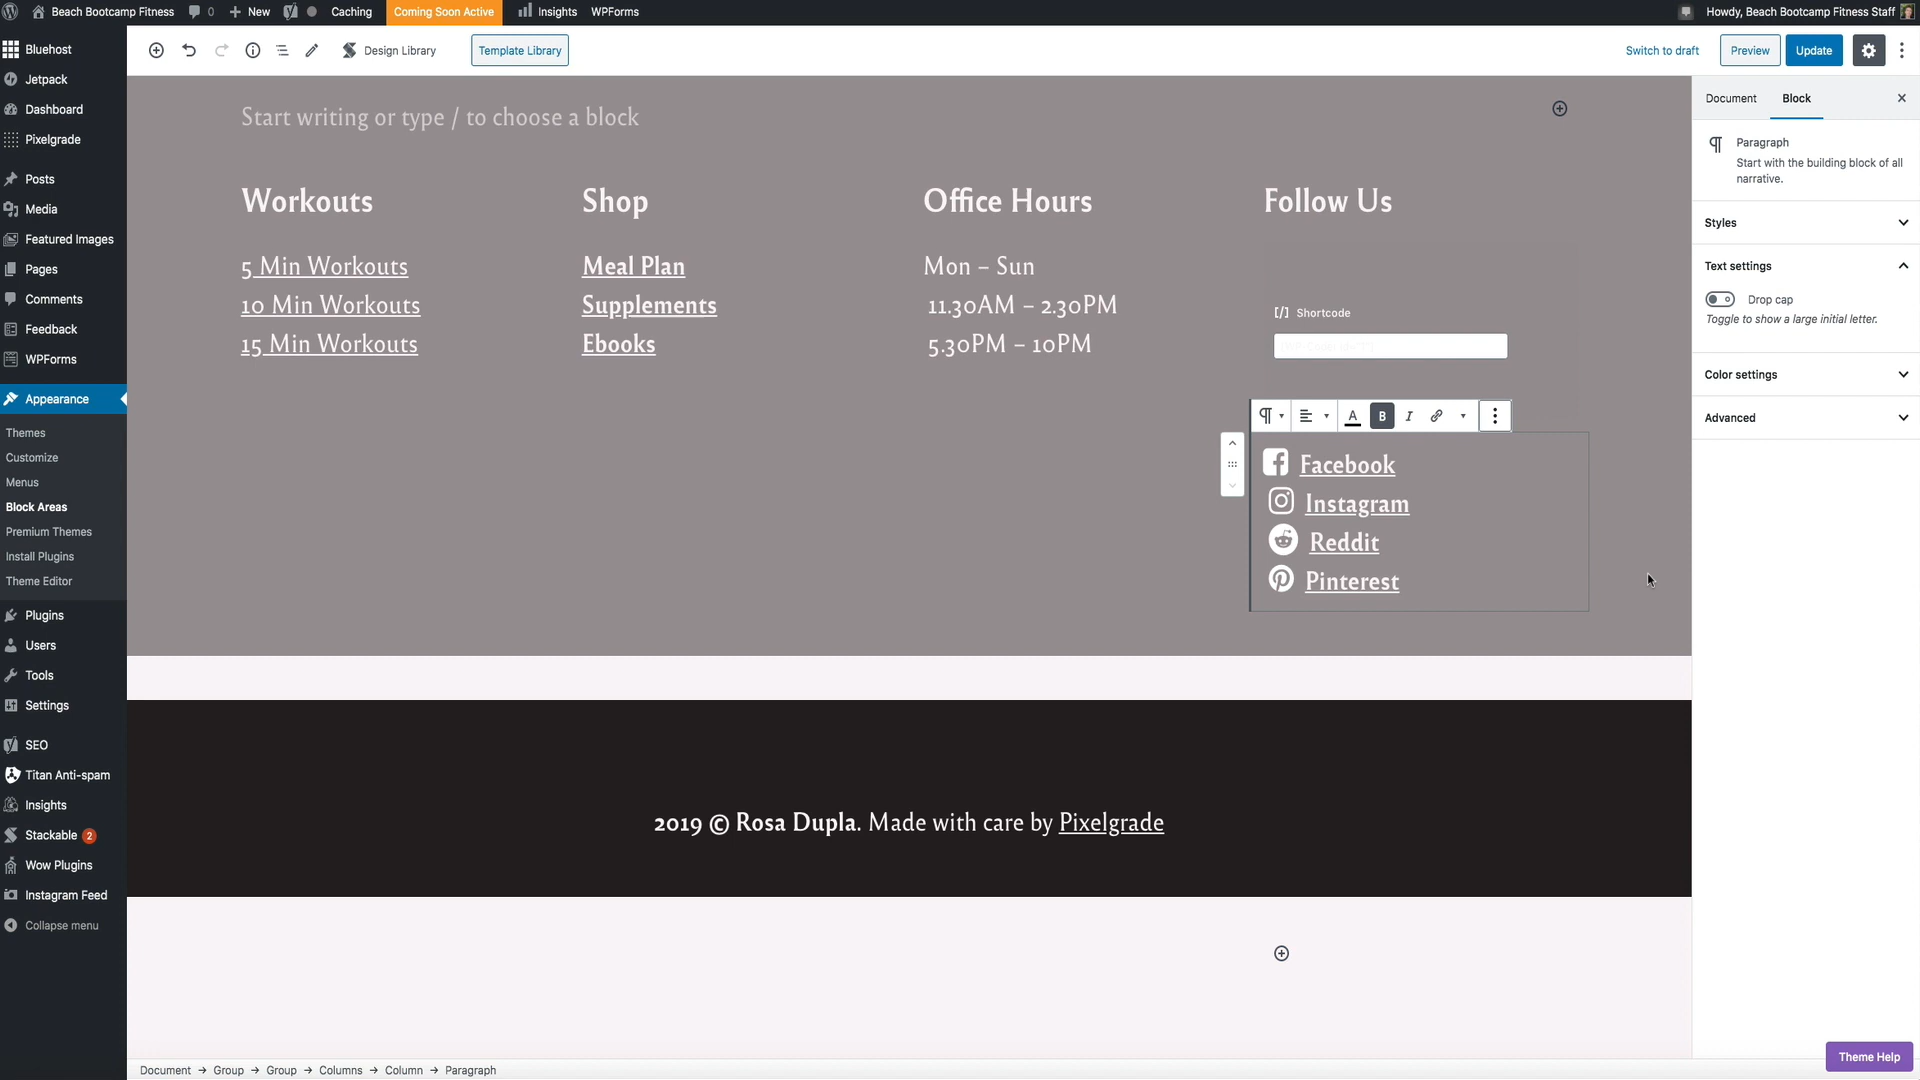 Beach Bootcamp Fitness 0 New Caching Coming Soon Active Insights WPForms Howdy, Beach Bootcamp Fitness Staff
Bluehost
Jetpack
Dashboard
Pixelgrade
Posts
Media
Featured Images
Pages
Comments
Feedback
WPForms
Appearance
Themes
Customize
Menus
Block Areas
Premium Themes
Install Plugins
Theme Editor
Plugins
Users
Tools
Settings
SEO
Titan Anti-spam
Insights
Stackable 2
Wow Plugins
Instagram Feed
Collapse menu
Design Library Template Library Switch to draft Preview Update
Start writing or type / to choose a block
Workouts
5 Min Workouts
10 Min Workouts
15 Min Workouts
Shop
Meal Plan
Supplements
Ebooks
Office Hours
Mon – Sun
11.30AM – 2.30PM
5.30PM – 10PM
Follow Us
[/] Shortcode
A B I
Facebook
Instagram
Reddit
Pinterest
2019 © Rosa Dupla. Made with care by Pixelgrade
Document Block
Paragraph
Start with the building block of all
narrative.
Styles
Text settings
Drop cap
Toggle to show a large initial letter.
Color settings
Advanced
Theme Help
Document → Group → Group → Columns → Column → Paragraph